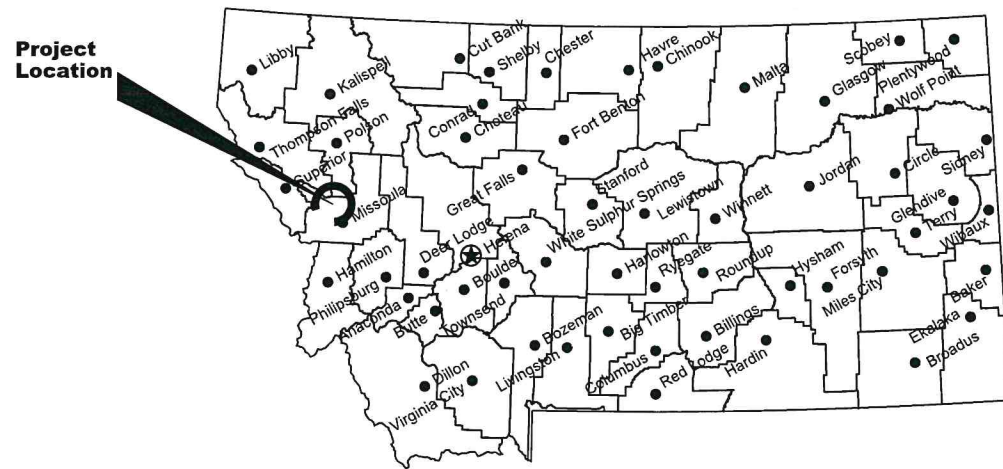 Project
Location
Libby
Kalispell
Cut Bank
Shelby
Chester
Havre
Chinook
Malta
Scobey
Glasgow
Plentywood
Wolf Point
Thompson Falls
Polson
Conrad
Choteau
Fort Benton
Superior
Missoula
Great Falls
Stanford
White Sulphur Springs
Lewistown
Winnett
Jordan
Circle
Sidney
Glendive
Terry
Wibaux
Hamilton
Philipsburg
Deer Lodge
Helena
Boulder
Anaconda
Butte
Townsend
Harlowton
Ryegate
Roundup
Hysham
Forsyth
Miles City
Baker
Ekalaka
Broadus
Bozeman
Livingston
Big Timber
Columbus
Billings
Red Lodge
Hardin
Dillon
Virginia City